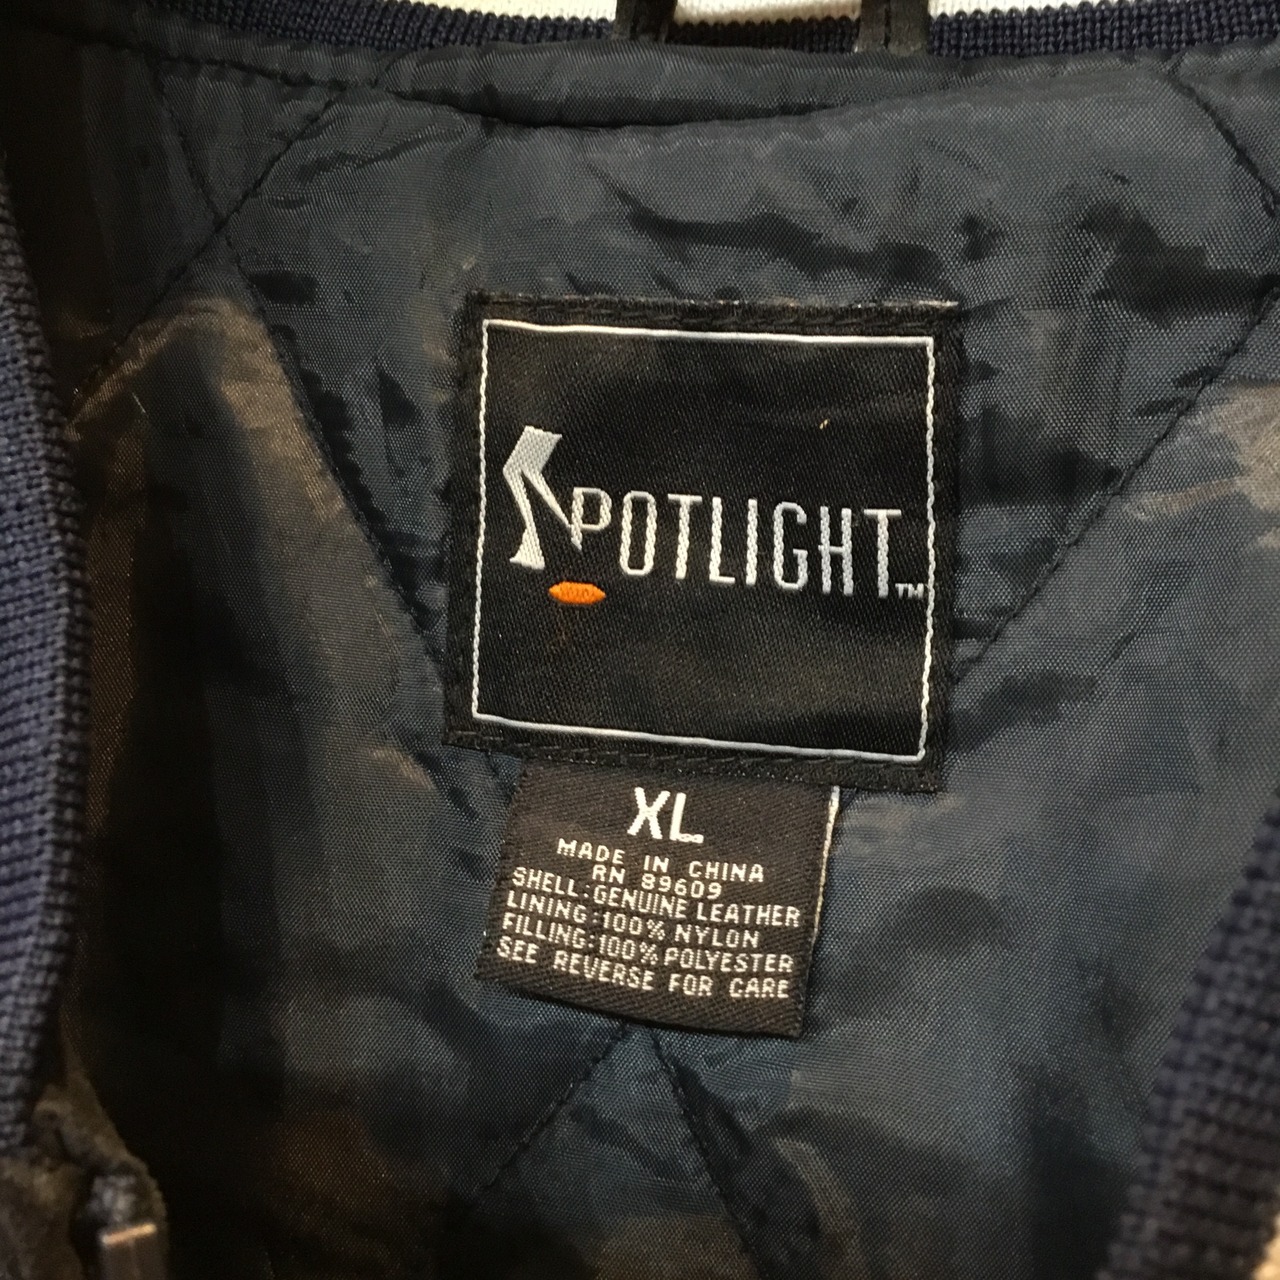 SPOTLIGHT™
XL
MADE IN CHINA
RN 89609
SHELL:GENUINE LEATHER
LINING:100% NYLON
FILLING:100% POLYESTER
SEE REVERSE FOR CARE